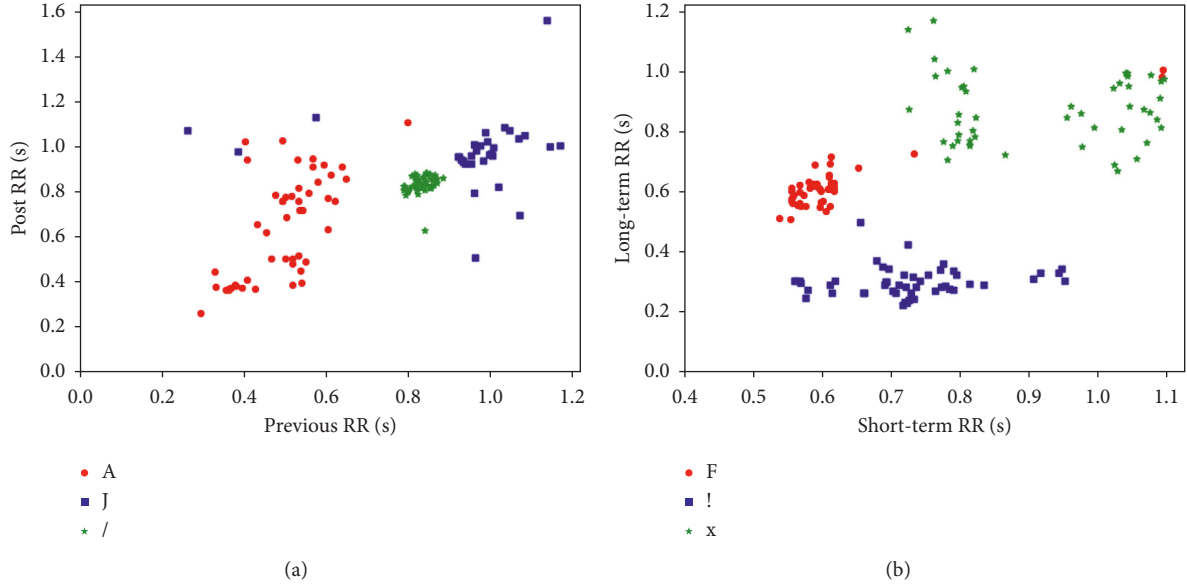 1.6
1.4
1.2
1.0
0.8
0.6
0.4
0.2
0.0
Post RR (s)
0.0 0.2 0.4 0.6 0.8 1.0 1.2
Previous RR (s)
A
J
/
(a)
1.2
1.0
0.8
0.6
0.4
0.2
0.0
Long-term RR (s)
0.4 0.5 0.6 0.7 0.8 0.9 1.0 1.1
Short-term RR (s)
F
!
x
(b)